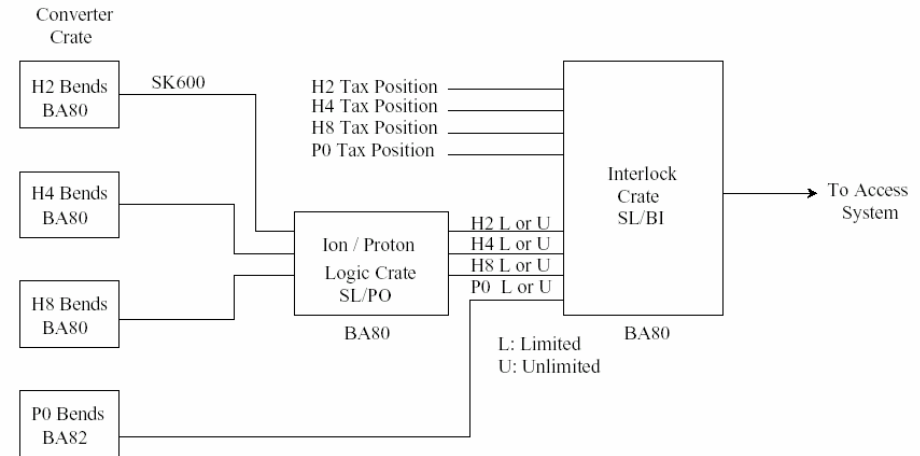 Converter
Crate
H2 Bends
BA80
SK600
H4 Bends
BA80
H8 Bends
BA80
P0 Bends
BA82
Ion / Proton
Logic Crate
SL/PO
BA80
H2 Tax Position
H4 Tax Position
H8 Tax Position
P0 Tax Position
H2 L or U
H4 L or U
H8 L or U
P0 L or U
L: Limited
U: Unlimited
Interlock
Crate
SL/BI
BA80
To Access
System